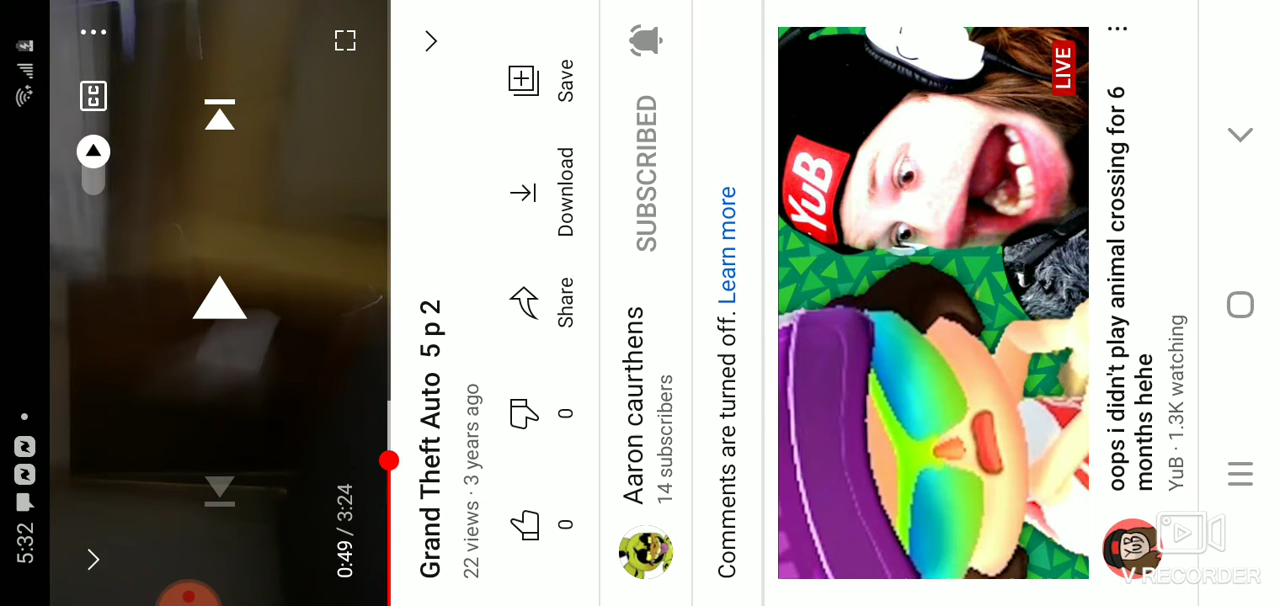 5:32
CC
0:49 / 3:24
Grand Theft Auto 5 p 2
22 views · 3 years ago
0
0
Share
Download
Save
Aaron caurthens
14 subscribers
SUBSCRIBED
Comments are turned off. Learn more
YuB
LIVE
oops i didn't play animal crossing for 6
months hehe
YuB · 1.3K watching
YUB
V RECORDER